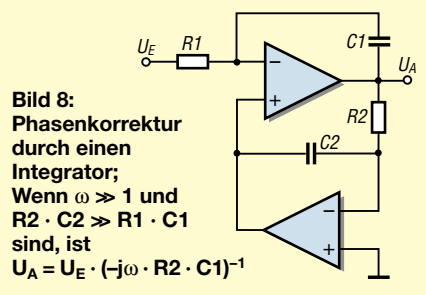 U_E
R1
C1
U_A
R2
C2
−
+
−
+
Bild 8:
Phasenkorrektur
durch einen
Integrator;
Wenn ω ≫ 1 und
R2 · C2 ≫ R1 · C1
sind, ist
U_A = U_E · (–jω · R2 · C1)⁻¹